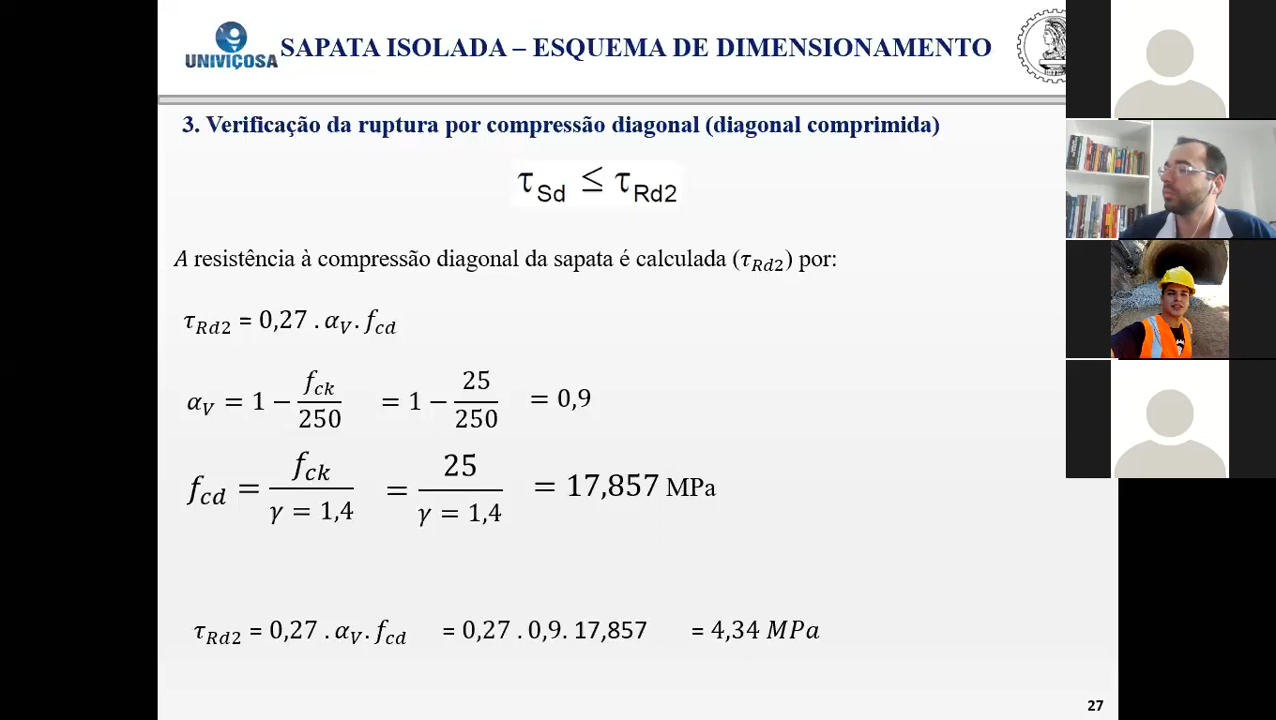 UNIVIÇOSA
SAPATA ISOLADA – ESQUEMA DE DIMENSIONAMENTO
3. Verificação da ruptura por compressão diagonal (diagonal comprimida)
τSd ≤ τRd2
A resistência à compressão diagonal da sapata é calculada (τRd2) por:
τRd2 = 0,27 . αV. fcd
αV = 1 − fck/250 = 1 − 25/250 = 0,9
fcd = fck/γ = 1,4 = 25/γ = 1,4 = 17,857 MPa
τRd2 = 0,27 . αV. fcd = 0,27 . 0,9. 17,857 = 4,34 MPa
27